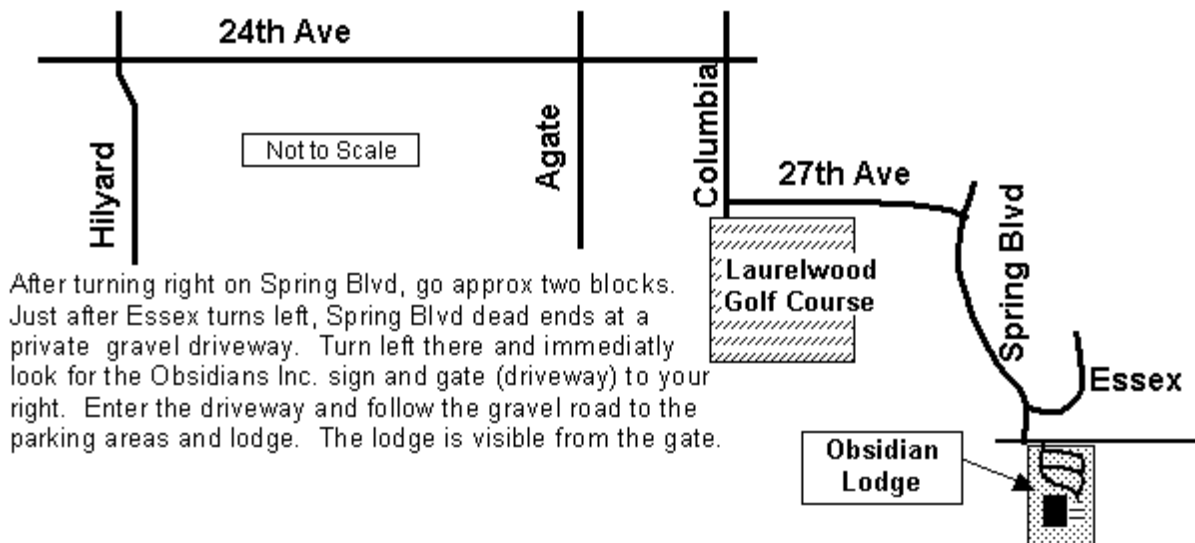 24th Ave
Hilyard
Not to Scale
Agate
Columbia
27th Ave
Spring Blvd
Laurelwood
Golf Course
Essex
After turning right on Spring Blvd, go approx two blocks.
Just after Essex turns left, Spring Blvd dead ends at a
private gravel driveway. Turn left there and immediatly
look for the Obsidians Inc. sign and gate (driveway) to your
right. Enter the driveway and follow the gravel road to the
parking areas and lodge. The lodge is visible from the gate.
Obsidian
Lodge